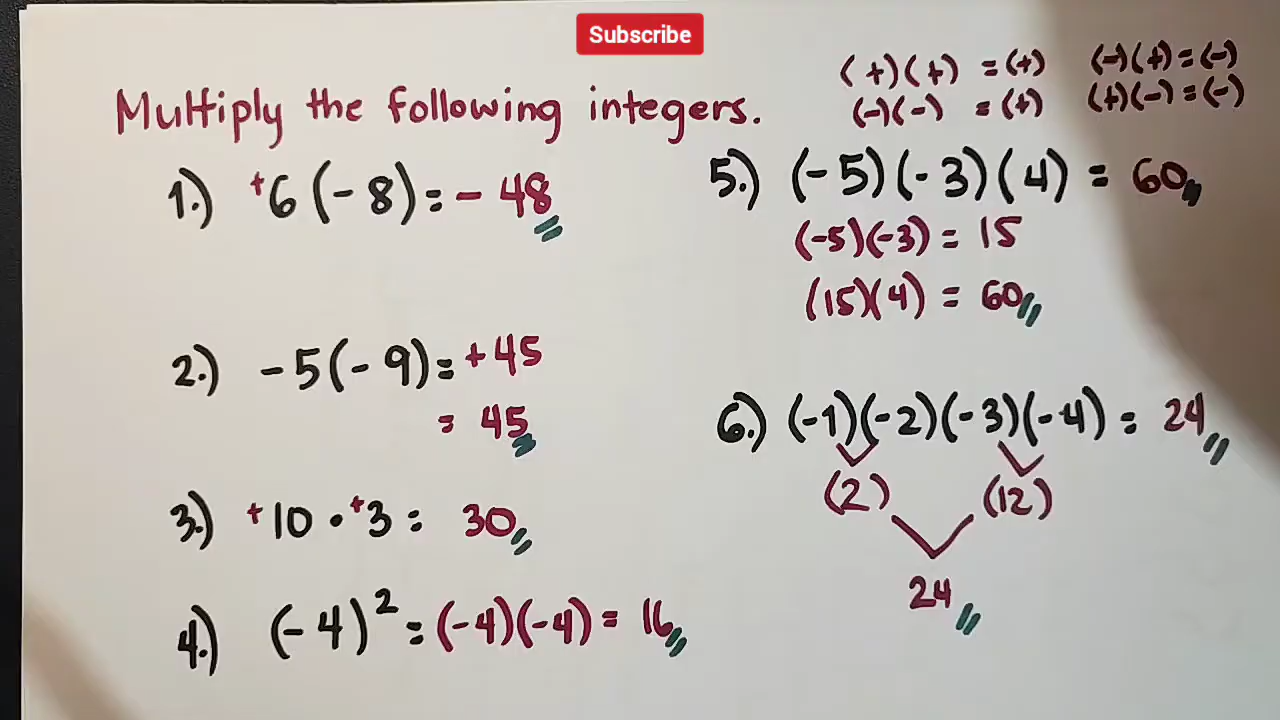 Subscribe
Multiply the following integers.
(+)(+) = (+)
(-)(-) = (+)
(-)(+) = (-)
(+)(-) = (-)
1.) +6 (-8) = - 48
2.) -5(-9) = +45
= 45
3.) +10 • +3 = 30
4.) (-4)² = (-4)(-4) = 16
5.) (-5)(-3)(4) = 60
(-5)(-3) = 15
(15)(4) = 60
6.) (-1)(-2)(-3)(-4) = 24
(2) (12)
24